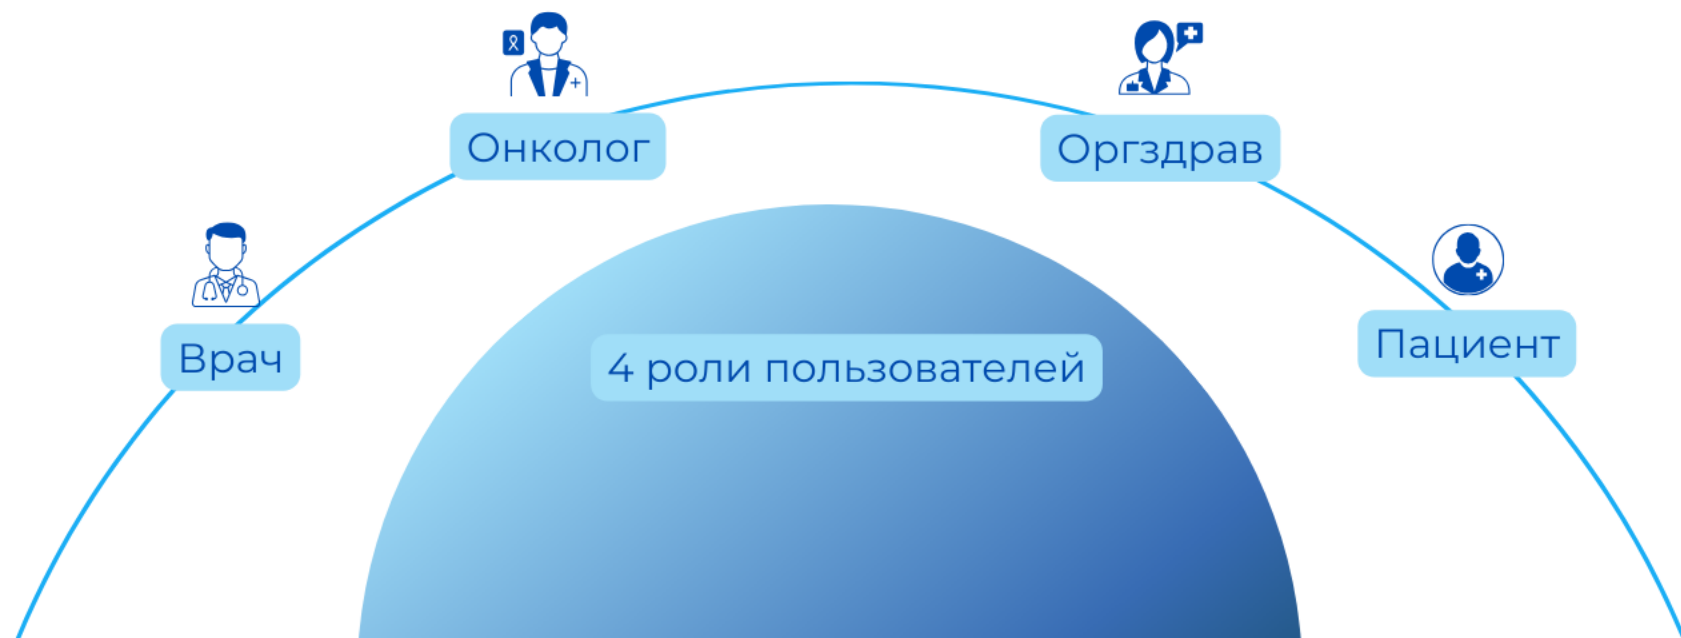 Онколог
Оргздрав
Врач
Пациент
4 роли пользователей